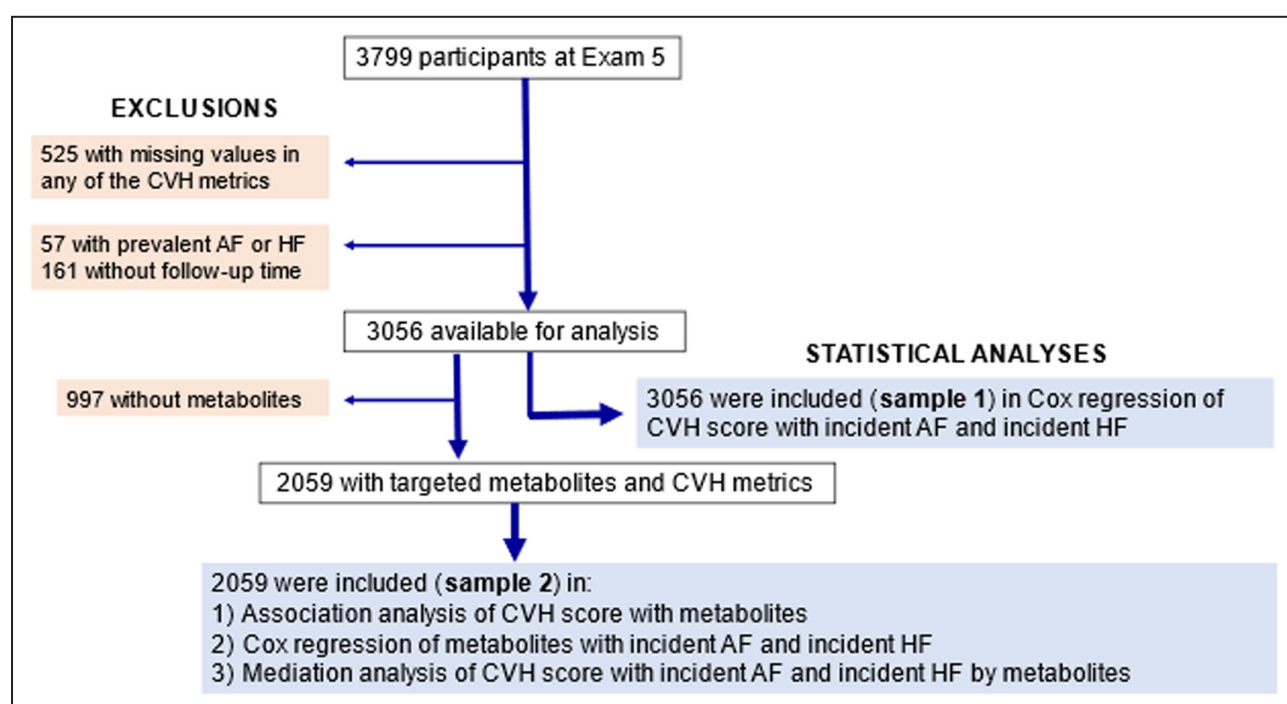 3799 participants at Exam 5
EXCLUSIONS
525 with missing values in
any of the CVH metrics
57 with prevalent AF or HF
161 without follow-up time
3056 available for analysis
STATISTICAL ANALYSES
997 without metabolites
3056 were included (sample 1) in Cox regression of
CVH score with incident AF and incident HF
2059 with targeted metabolites and CVH metrics
2059 were included (sample 2) in:
1) Association analysis of CVH score with metabolites
2) Cox regression of metabolites with incident AF and incident HF
3) Mediation analysis of CVH score with incident AF and incident HF by metabolites